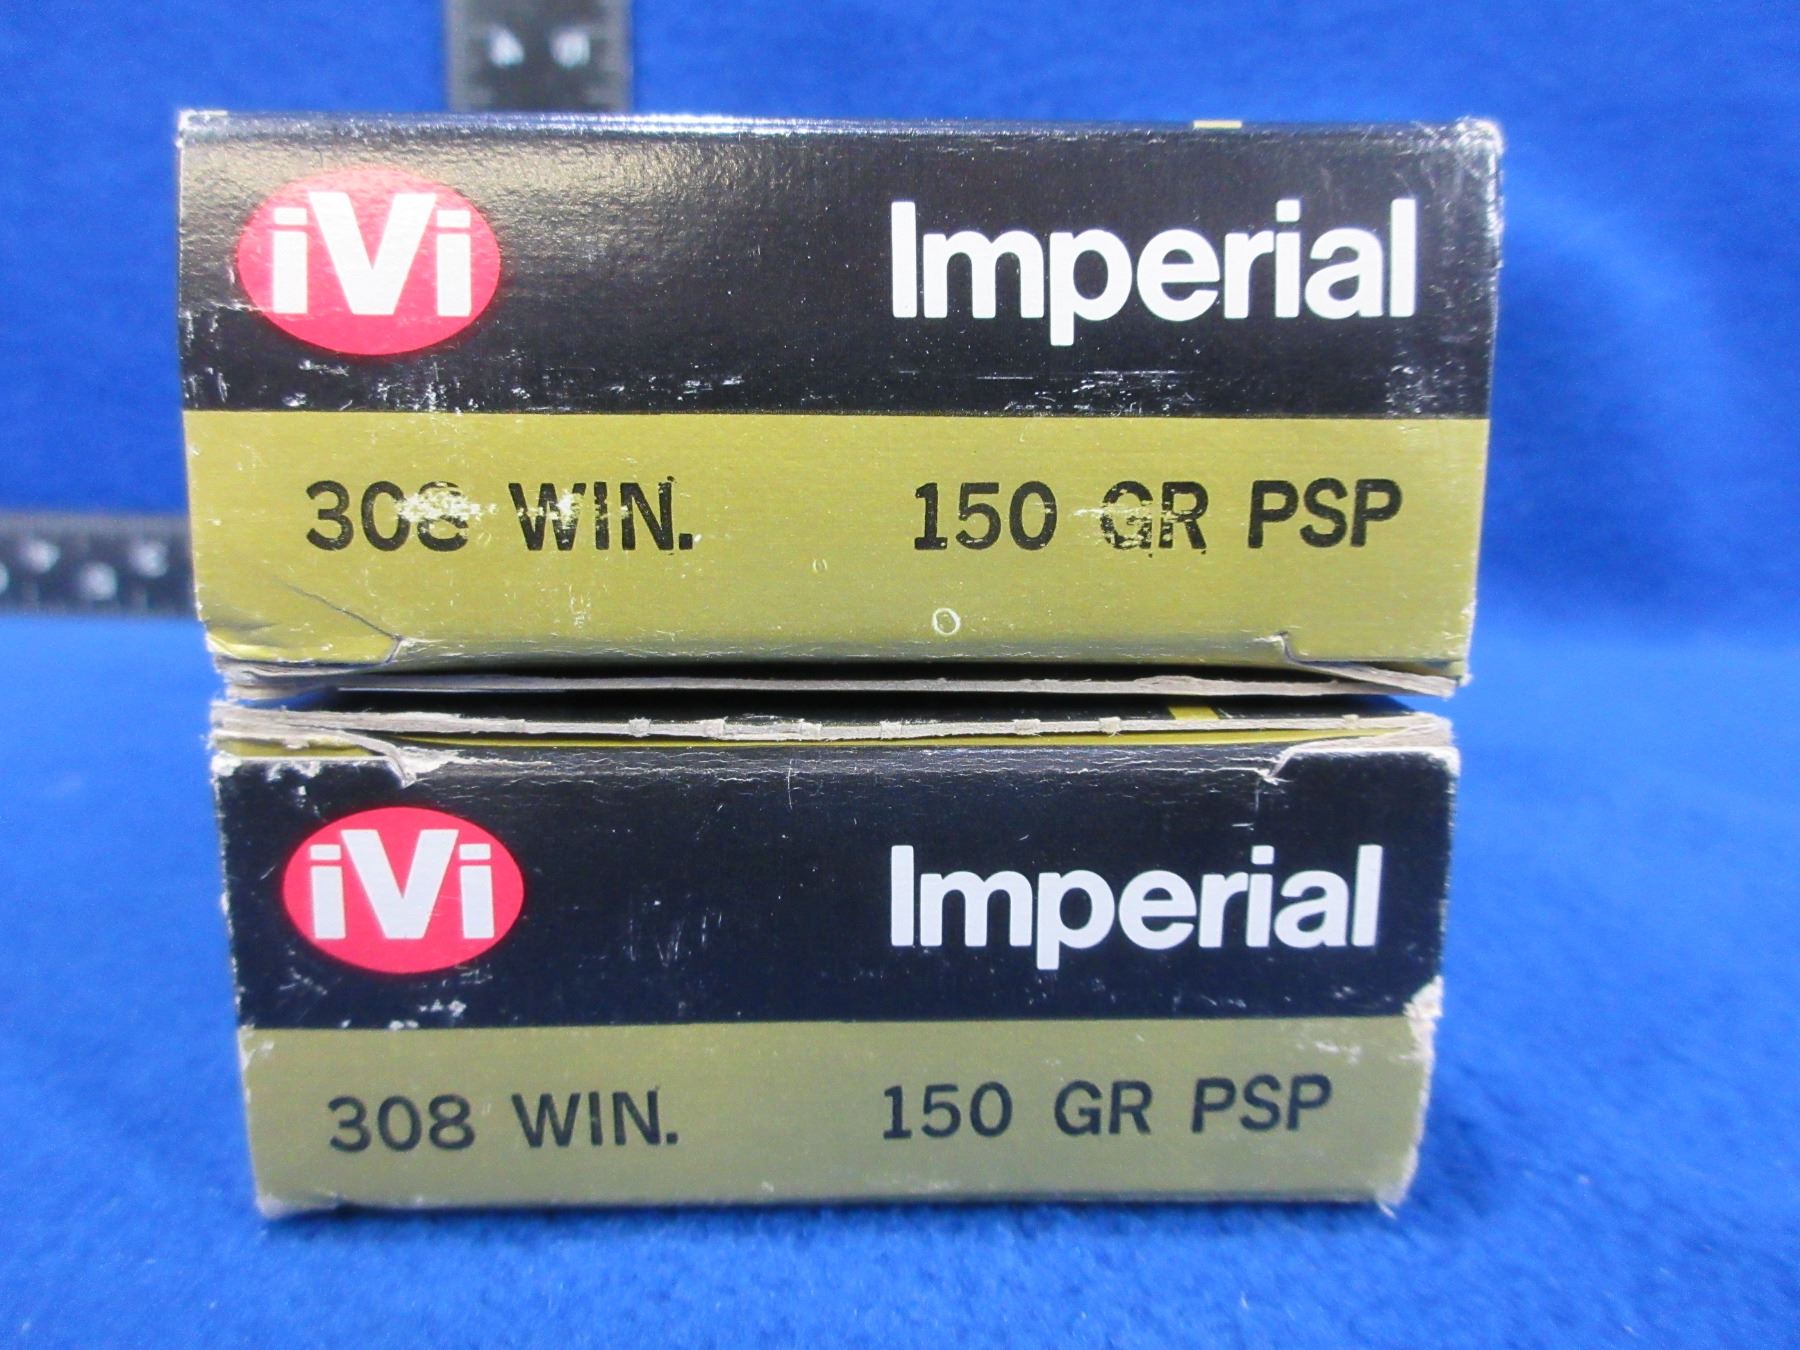 iVi Imperial
308 WIN. 150 GR PSP
iVi Imperial
308 WIN. 150 GR PSP